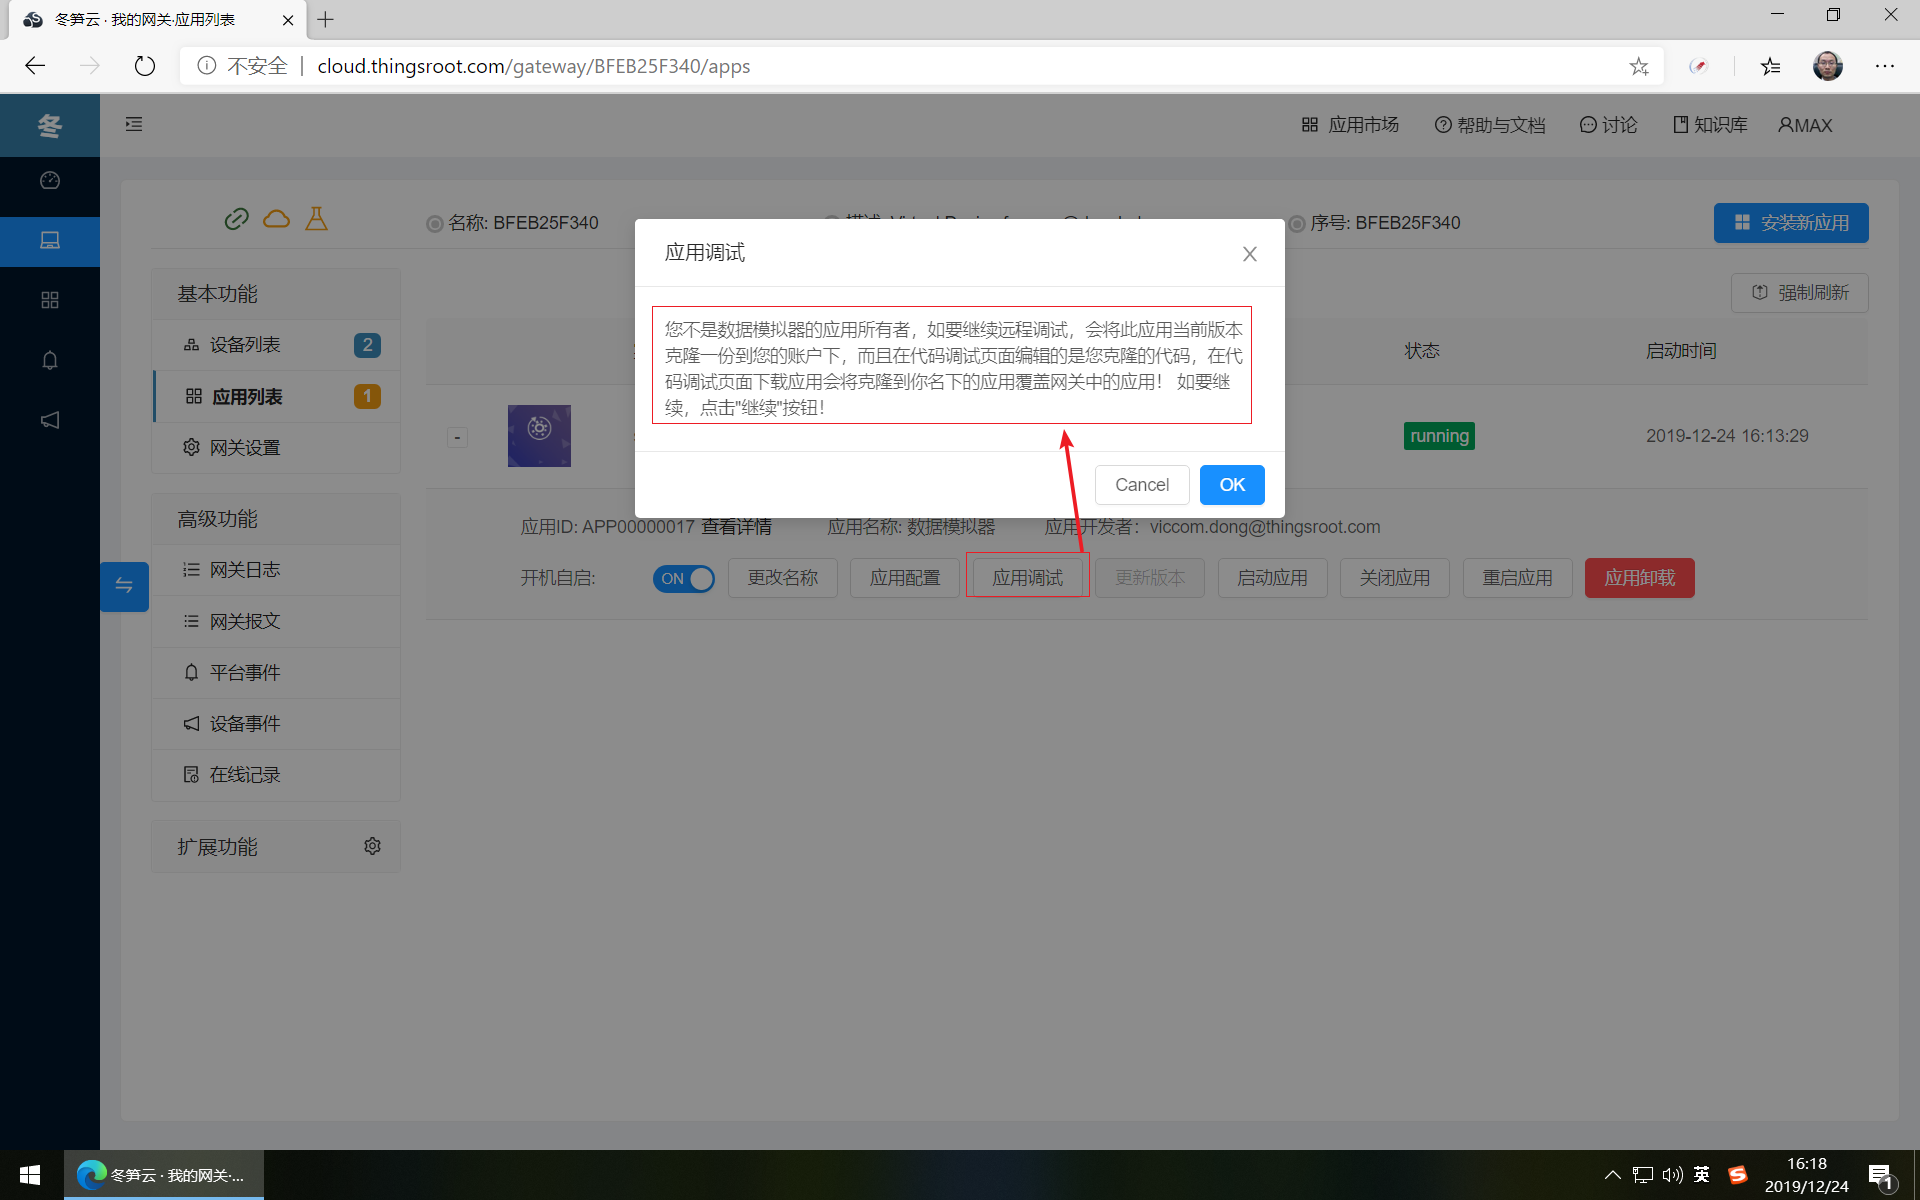 冬笋云 · 我的网关·应用列表
不安全 | cloud.thingsroot.com/gateway/BFEB25F340/apps
冬
应用市场
帮助与文档
讨论
知识库
MAX
名称: BFEB25F340
序号: BFEB25F340
安装新应用
强制刷新
基本功能
设备列表 2
应用列表 1
网关设置
高级功能
网关日志
网关报文
平台事件
设备事件
在线记录
扩展功能
应用调试
您不是数据模拟器的应用所有者，如要继续远程调试，会将此应用当前版本
克隆一份到您的账户下，而且在代码调试页面编辑的是您克隆的代码，在代
码调试页面下载应用会将克隆到你名下的应用覆盖网关中的应用！ 如要继
续，点击"继续"按钮！
Cancel
OK
状态
启动时间
-
running
2019-12-24 16:13:29
应用ID: APP00000017 查看详情
应用名称: 数据模拟器
应用开发者：viccom.dong@thingsroot.com
开机自启:
ON
更改名称
应用配置
应用调试
更新版本
启动应用
关闭应用
重启应用
应用卸载
冬笋云 · 我的网关·...
英
16:18
2019/12/24
1